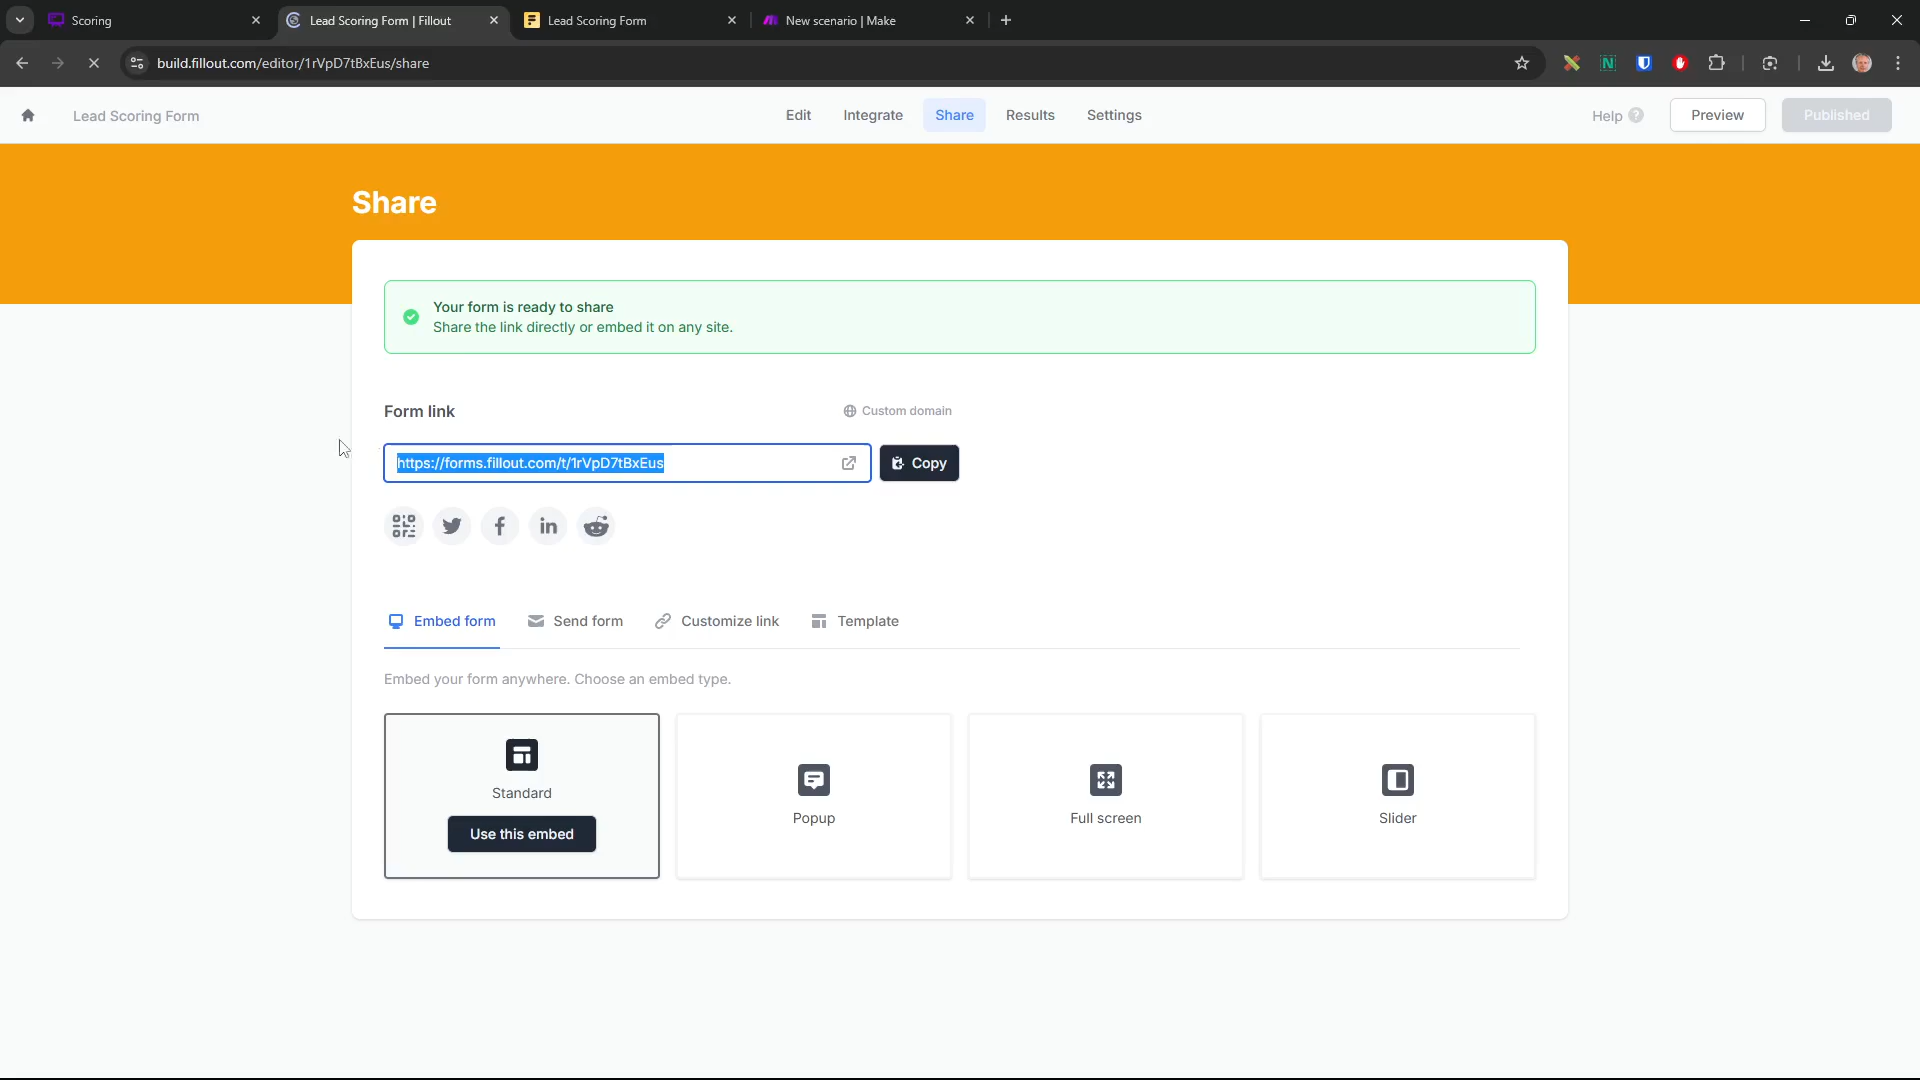 Scoring
Lead Scoring Form | Fillout
Lead Scoring Form
New scenario | Make
build.fillout.com/editor/1rVpD7tBxEus/share
Lead Scoring Form
Edit
Integrate
Share
Results
Settings
Help
Preview
Published
Share
Your form is ready to share
Share the link directly or embed it on any site.
Form link
Custom domain
https://forms.fillout.com/t/1rVpD7tBxEus
Copy
Embed form
Send form
Customize link
Template
Embed your form anywhere. Choose an embed type.
Standard
Use this embed
Popup
Full screen
Slider